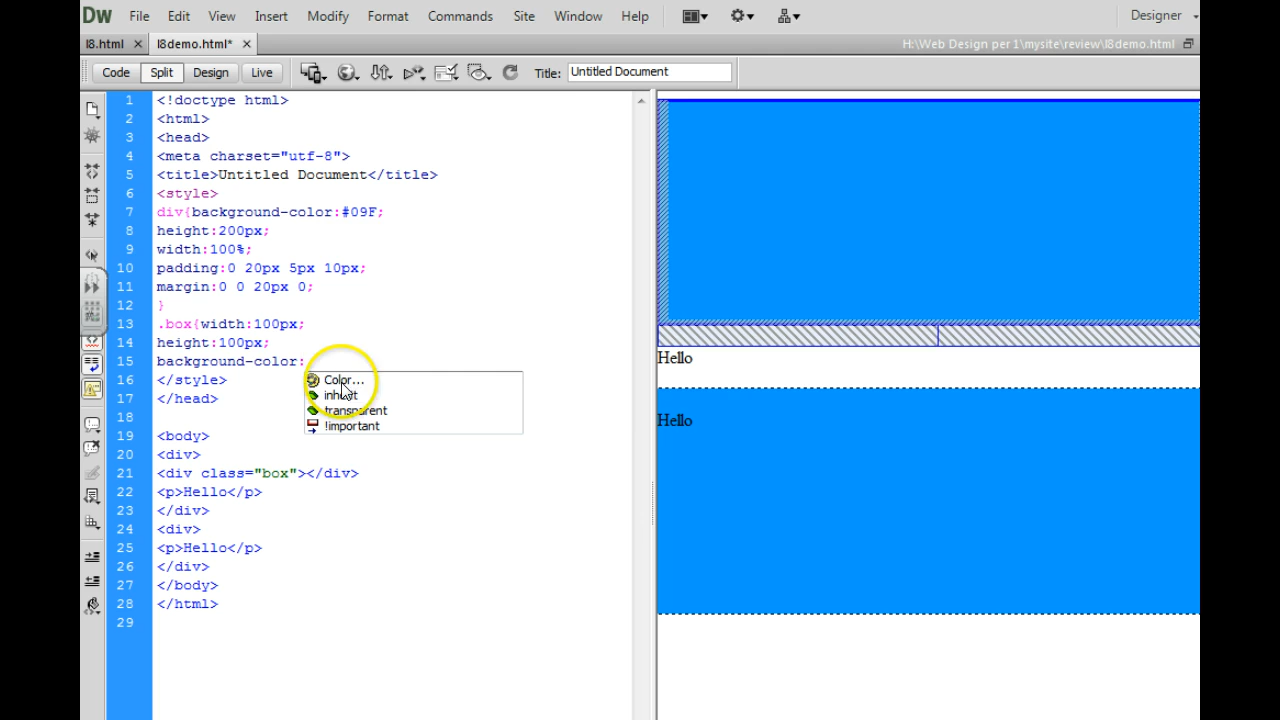 Dw File Edit View Insert Modify Format Commands Site Window Help Designer
l8.html × l8demo.html* × H:\Web Design per 1\mysite\review\l8demo.html
Code Split Design Live Title: Untitled Document
1 <!doctype html>
2 <html>
3 <head>
4 <meta charset="utf-8">
5 <title>Untitled Document</title>
6 <style>
7 div{background-color:#09F;
8 height:200px;
9 width:100%;
10 padding:0 20px 5px 10px;
11 margin:0 0 20px 0;
12 }
13 .box{width:100px;
14 height:100px;
15 background-color:
16 </style>
17 </head>
18
19 <body>
20 <div>
21 <div class="box"></div>
22 <p>Hello</p>
23 </div>
24 <div>
25 <p>Hello</p>
26 </div>
27 </body>
28 </html>
29
Color...
inherit
transparent
!important
Hello
Hello